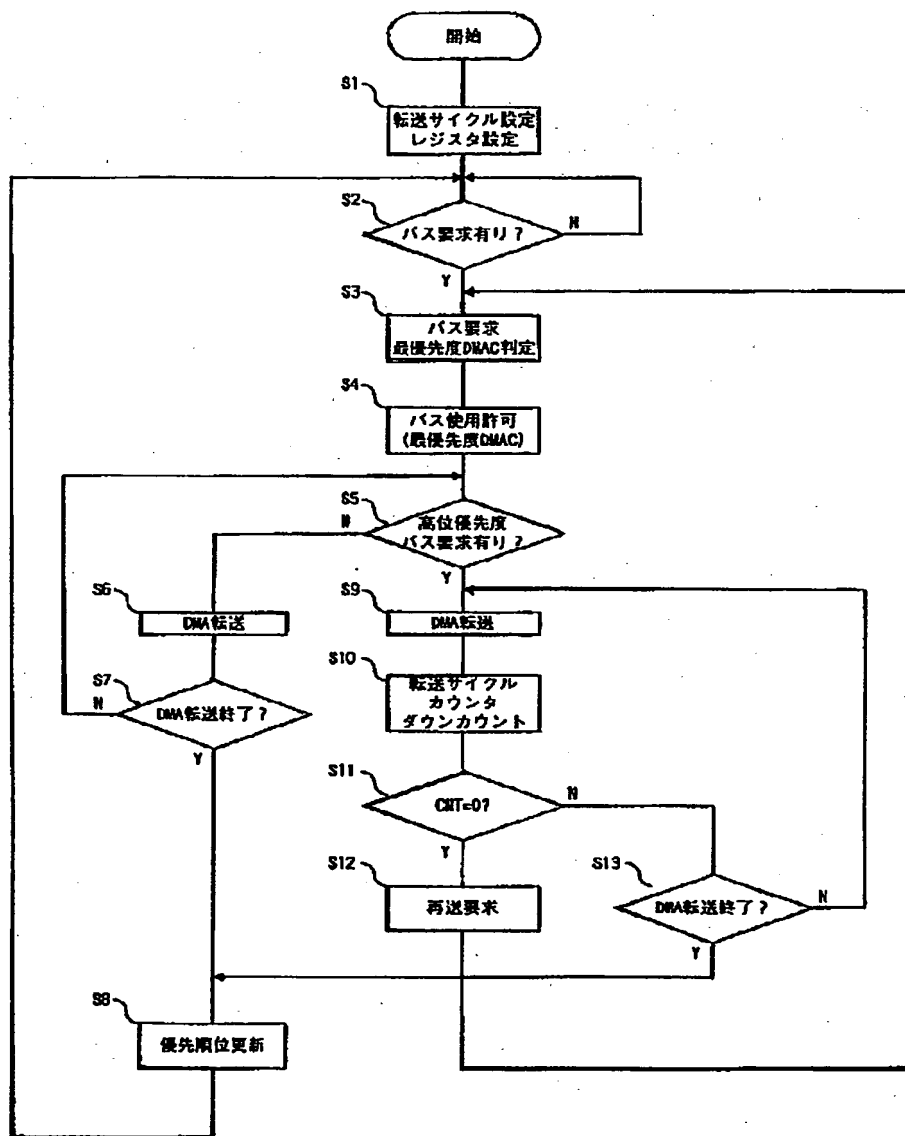 開始
S1
転送サイクル設定
レジスタ設定
S2
バス要求有り?
N
Y
S3
バス要求
最優先度DMAC判定
S4
バス使用許可
(最優先度DMAC)
S5
高位優先度
バス要求有り?
N
Y
S6
DMA転送
S9
DMA転送
S7
DMA転送終了?
N
Y
S10
転送サイクル
カウンタ
ダウンカウント
S11
CNT=0?
N
Y
S12
再送要求
S13
DMA転送終了?
N
Y
S8
優先順位更新